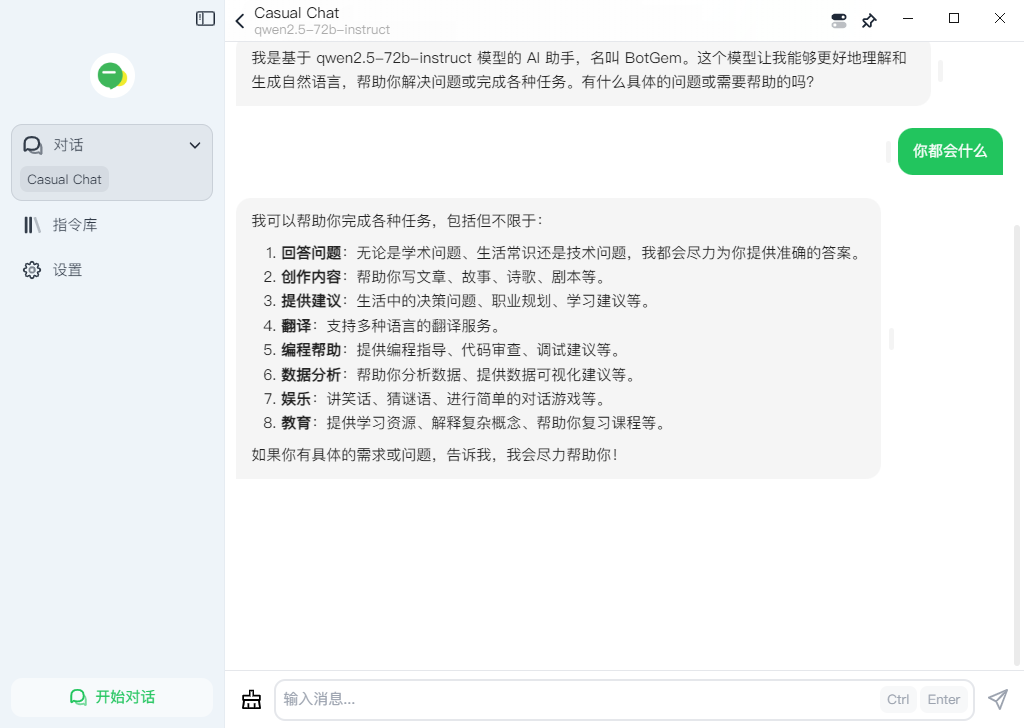 Casual Chat
qwen2.5-72b-instruct
对话
Casual Chat
指令库
设置
开始对话
我是基于 qwen2.5-72b-instruct 模型的 AI 助手，名叫 BotGem。这个模型让我能够更好地理解和
生成自然语言，帮助你解决问题或完成各种任务。有什么具体的问题或需要帮助的吗？
你都会什么
我可以帮助你完成各种任务，包括但不限于：
1. 回答问题：无论是学术问题、生活常识还是技术问题，我都会尽力为你提供准确的答案。
2. 创作内容：帮助你写文章、故事、诗歌、剧本等。
3. 提供建议：生活中的决策问题、职业规划、学习建议等。
4. 翻译：支持多种语言的翻译服务。
5. 编程帮助：提供编程指导、代码审查、调试建议等。
6. 数据分析：帮助你分析数据、提供数据可视化建议等。
7. 娱乐：讲笑话、猜谜语、进行简单的对话游戏等。
8. 教育：提供学习资源、解释复杂概念、帮助你复习课程等。
如果你有具体的需求或问题，告诉我，我会尽力帮助你！
输入消息...
Ctrl
Enter